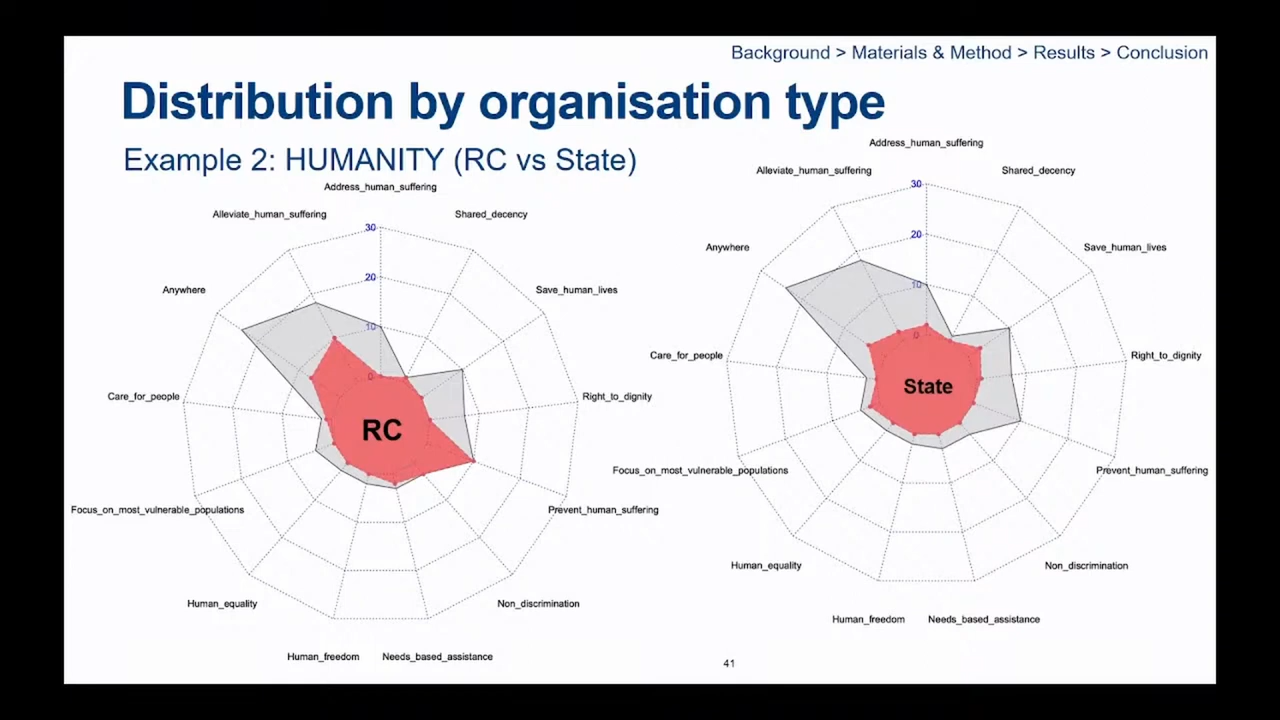 Background > Materials & Method > Results > Conclusion
Distribution by organisation type
Example 2: HUMANITY (RC vs State)
Address_human_suffering
Alleviate_human_suffering
Shared_decency
30
Anywhere
20
Save_human_lives
10
0
Care_for_people
Right_to_dignity
RC
Focus_on_most_vulnerable_populations
Prevent_human_suffering
Human_equality
Non_discrimination
Human_freedom
Needs_based_assistance
Address_human_suffering
Alleviate_human_suffering
Shared_decency
30
Anywhere
20
Save_human_lives
10
0
Care_for_people
Right_to_dignity
State
Focus_on_most_vulnerable_populations
Prevent_human_suffering
Human_equality
Non_discrimination
Human_freedom
Needs_based_assistance
41